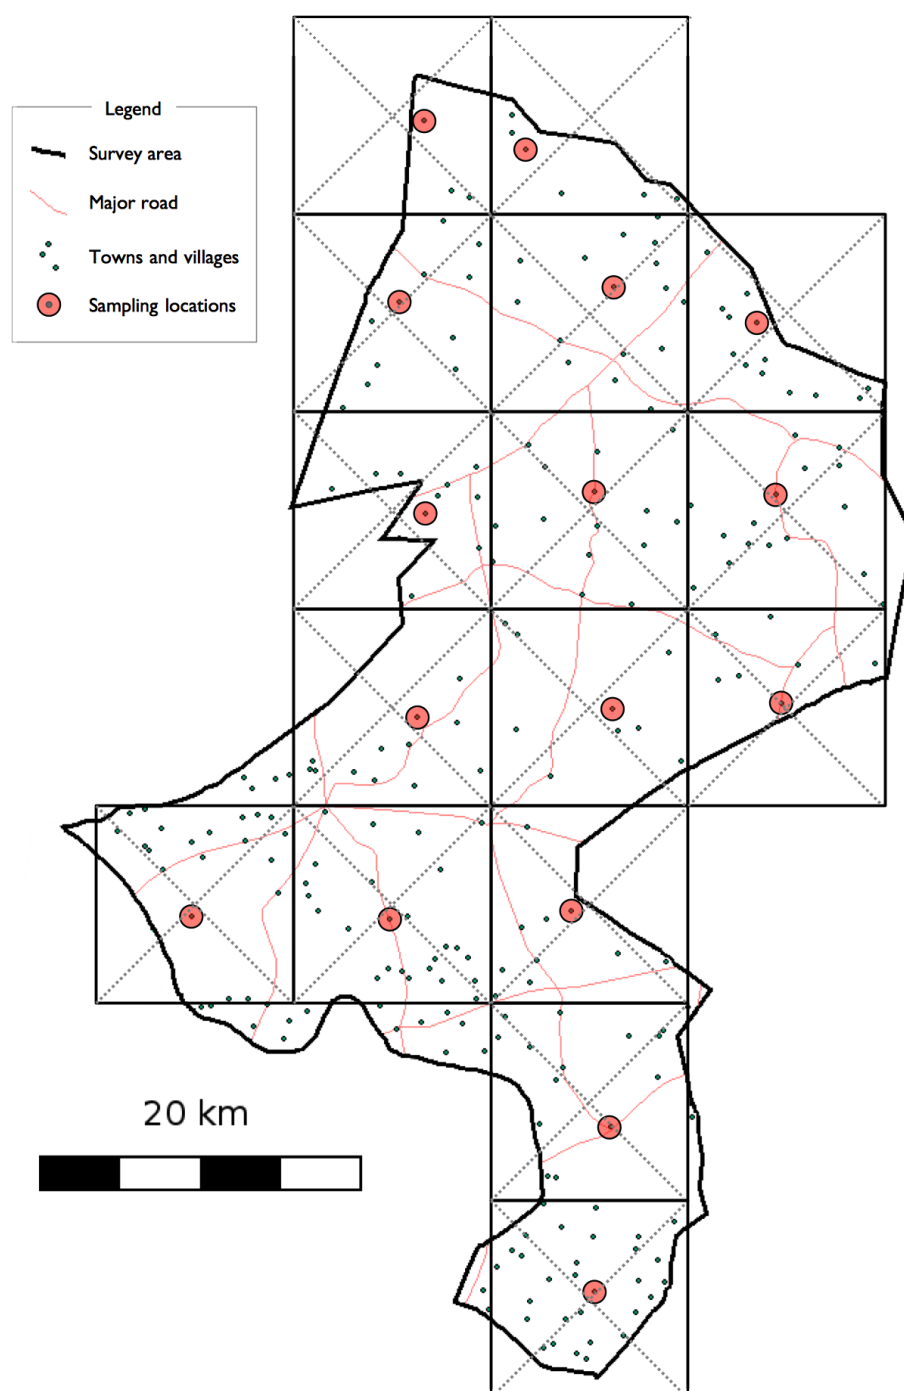 Legend
Survey area
Major road
Towns and villages
Sampling locations
20 km